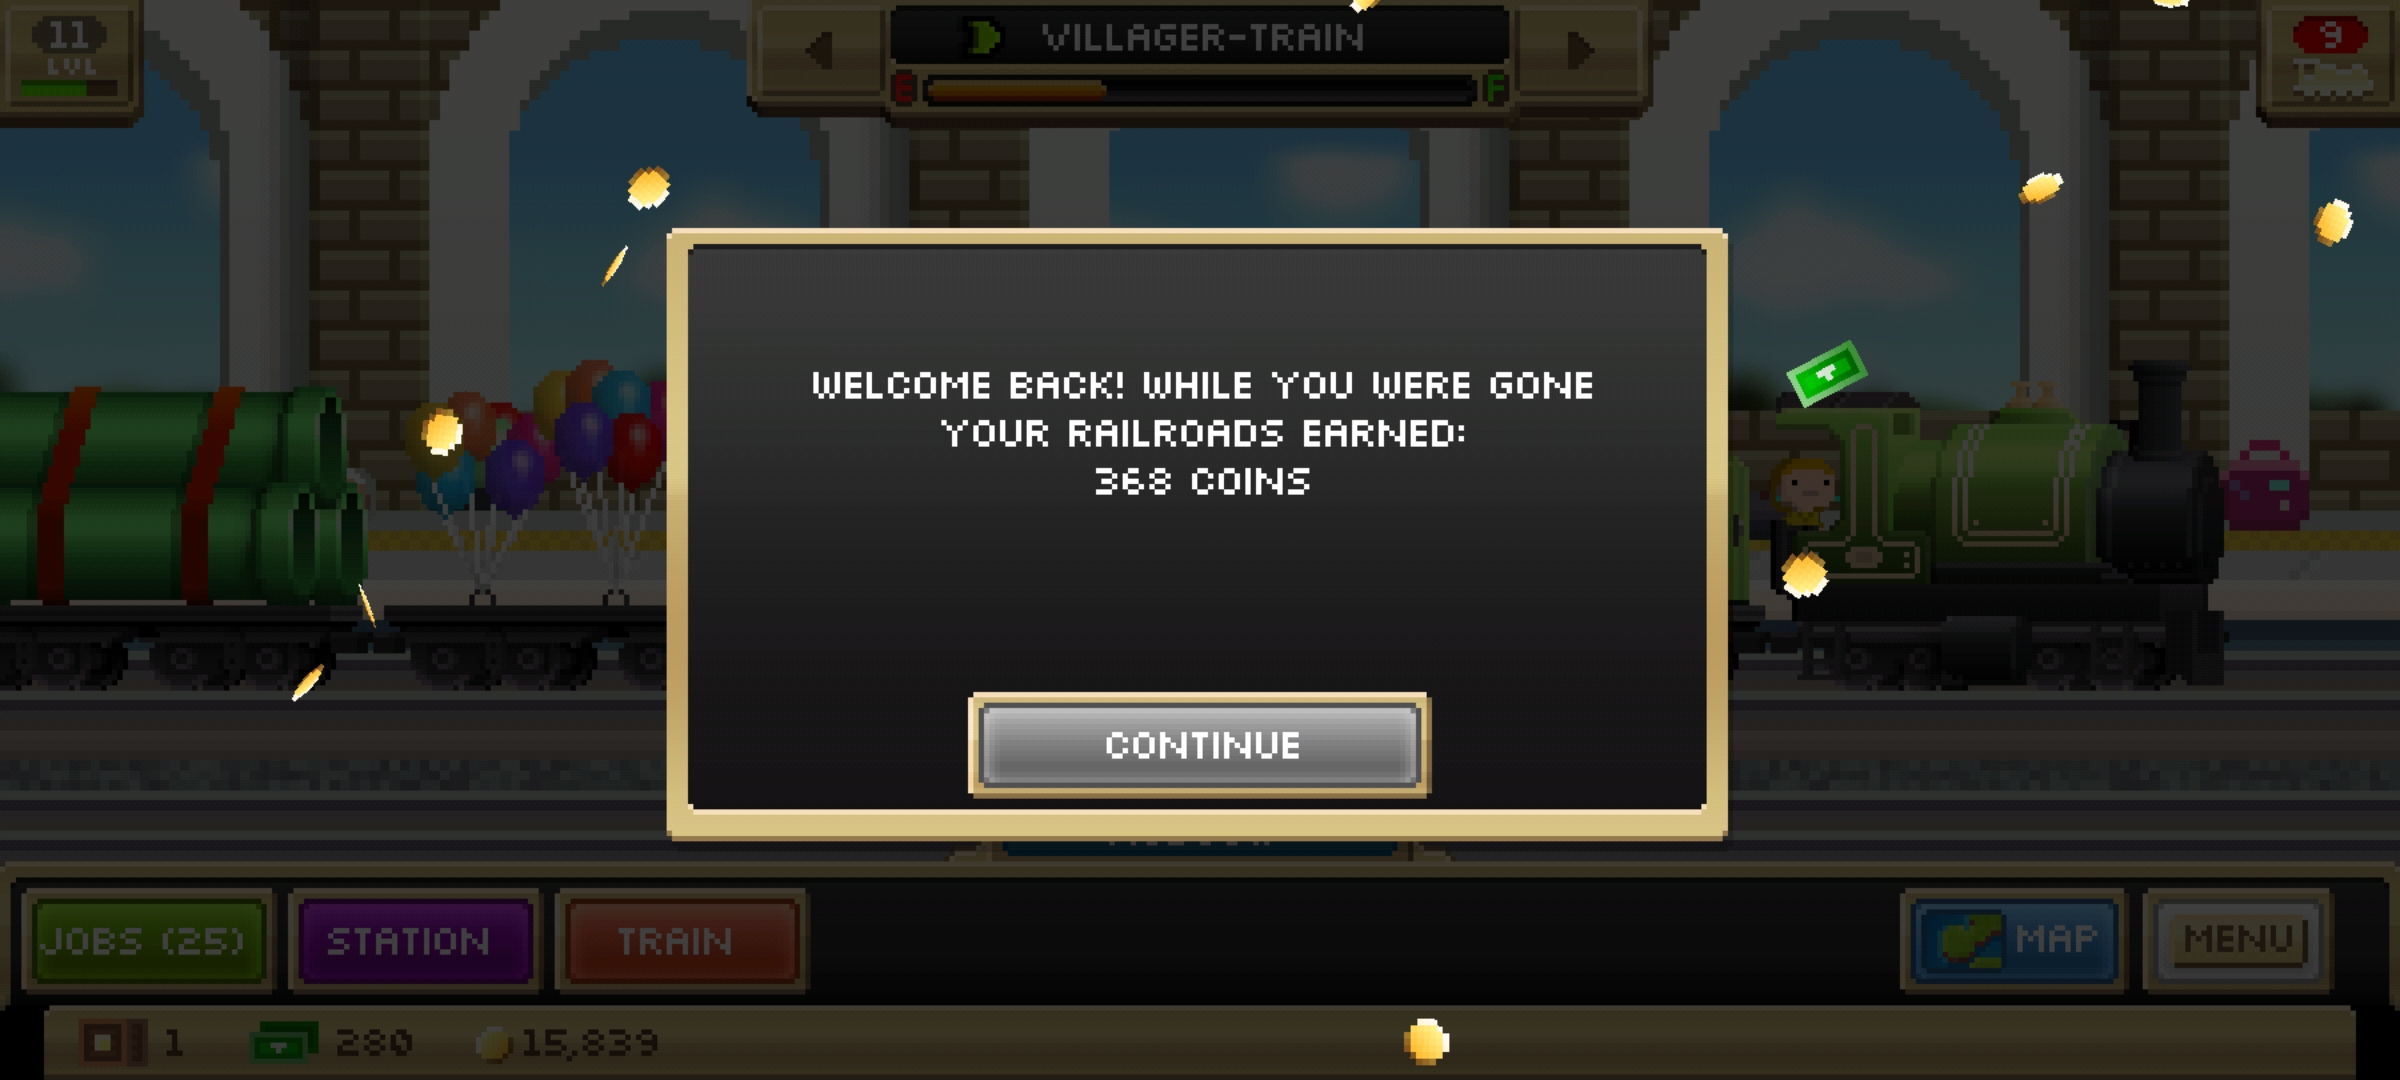 11
LVL
VILLAGER-TRAIN
E F
9
WELCOME BACK! WHILE YOU WERE GONE
YOUR RAILROADS EARNED:
368 COINS
CONTINUE
JOBS (25) STATION TRAIN MAP MENU
1 280 15,839